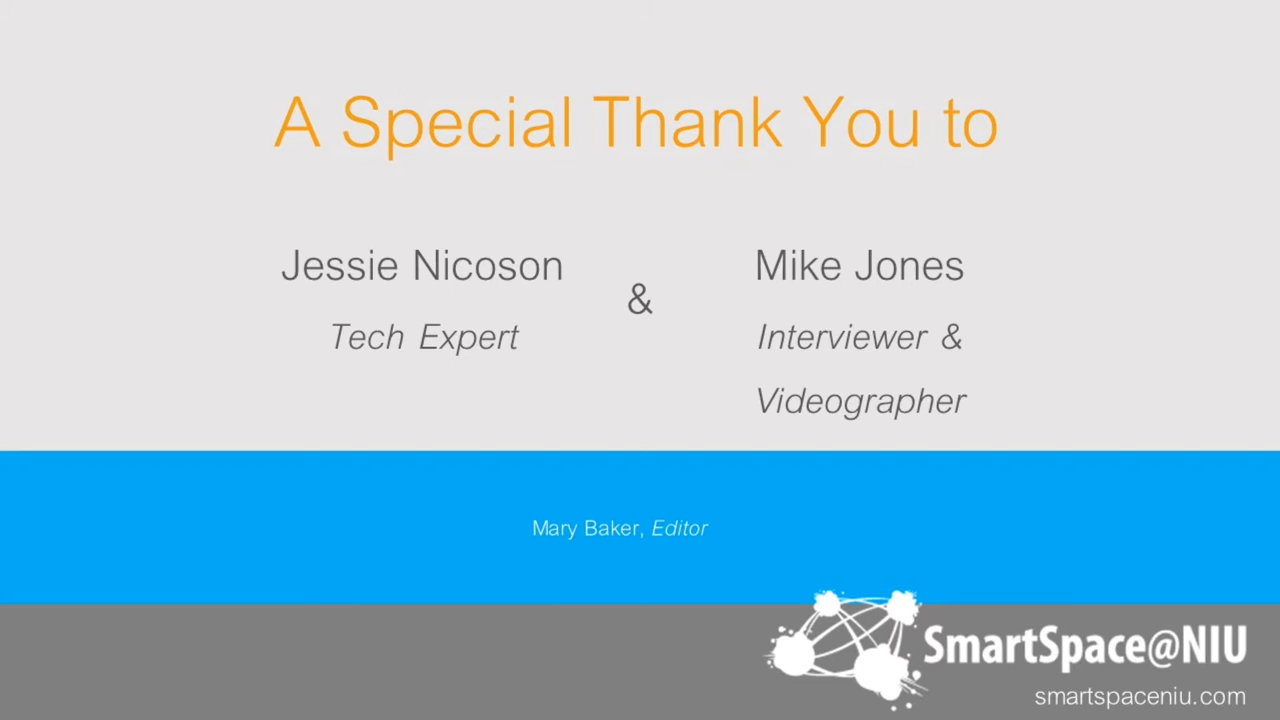 A Special Thank You to
Jessie Nicoson
&
Mike Jones
Tech Expert
Interviewer &
Videographer
Mary Baker, Editor
SmartSpace@NIU
smartspaceniu.com